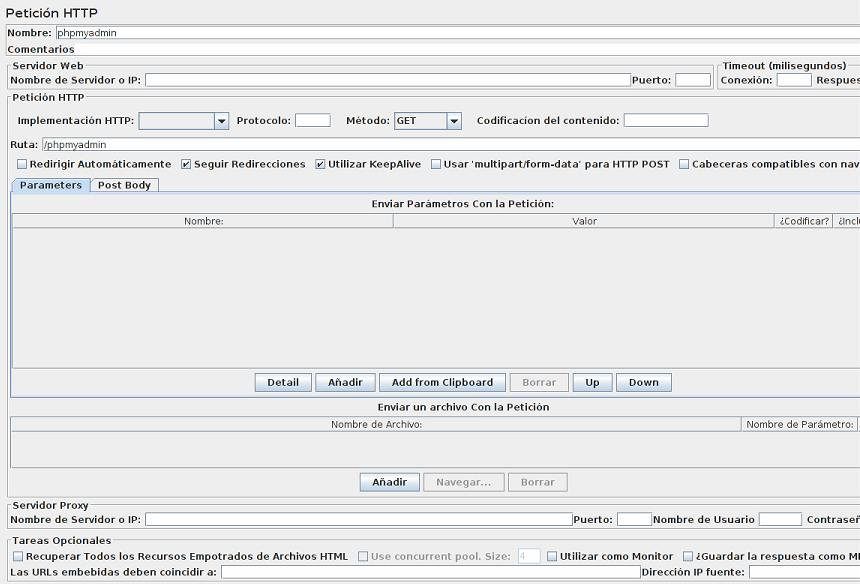 Petición HTTP
Nombre: phpmyadmin
Comentarios
Servidor Web Timeout (milisegundos)
Nombre de Servidor o IP: Puerto: Conexión: Respues
Petición HTTP
Implementación HTTP: Protocolo: Método: GET Codificacíon del contenido:
Ruta: /phpmyadmin
Redirigir Automáticamente Seguir Redirecciones Utilizar KeepAlive Usar 'multipart/form-data' para HTTP POST Cabeceras compatibles con nav
Parameters Post Body
Enviar Parámetros Con la Petición:
Nombre: Valor ¿Codificar? ¿Inclu
Detail Añadir Add from Clipboard Borrar Up Down
Enviar un archivo Con la Petición
Nombre de Archivo: Nombre de Parámetro:
Añadir Navegar... Borrar
Servidor Proxy
Nombre de Servidor o IP: Puerto: Nombre de Usuario Contraseñ
Tareas Opcionales
Recuperar Todos los Recursos Empotrados de Archivos HTML Use concurrent pool. Size: 4 Utilizar como Monitor ¿Guardar la respuesta como M
Las URLs embebidas deben coincidir a: Dirección IP fuente: